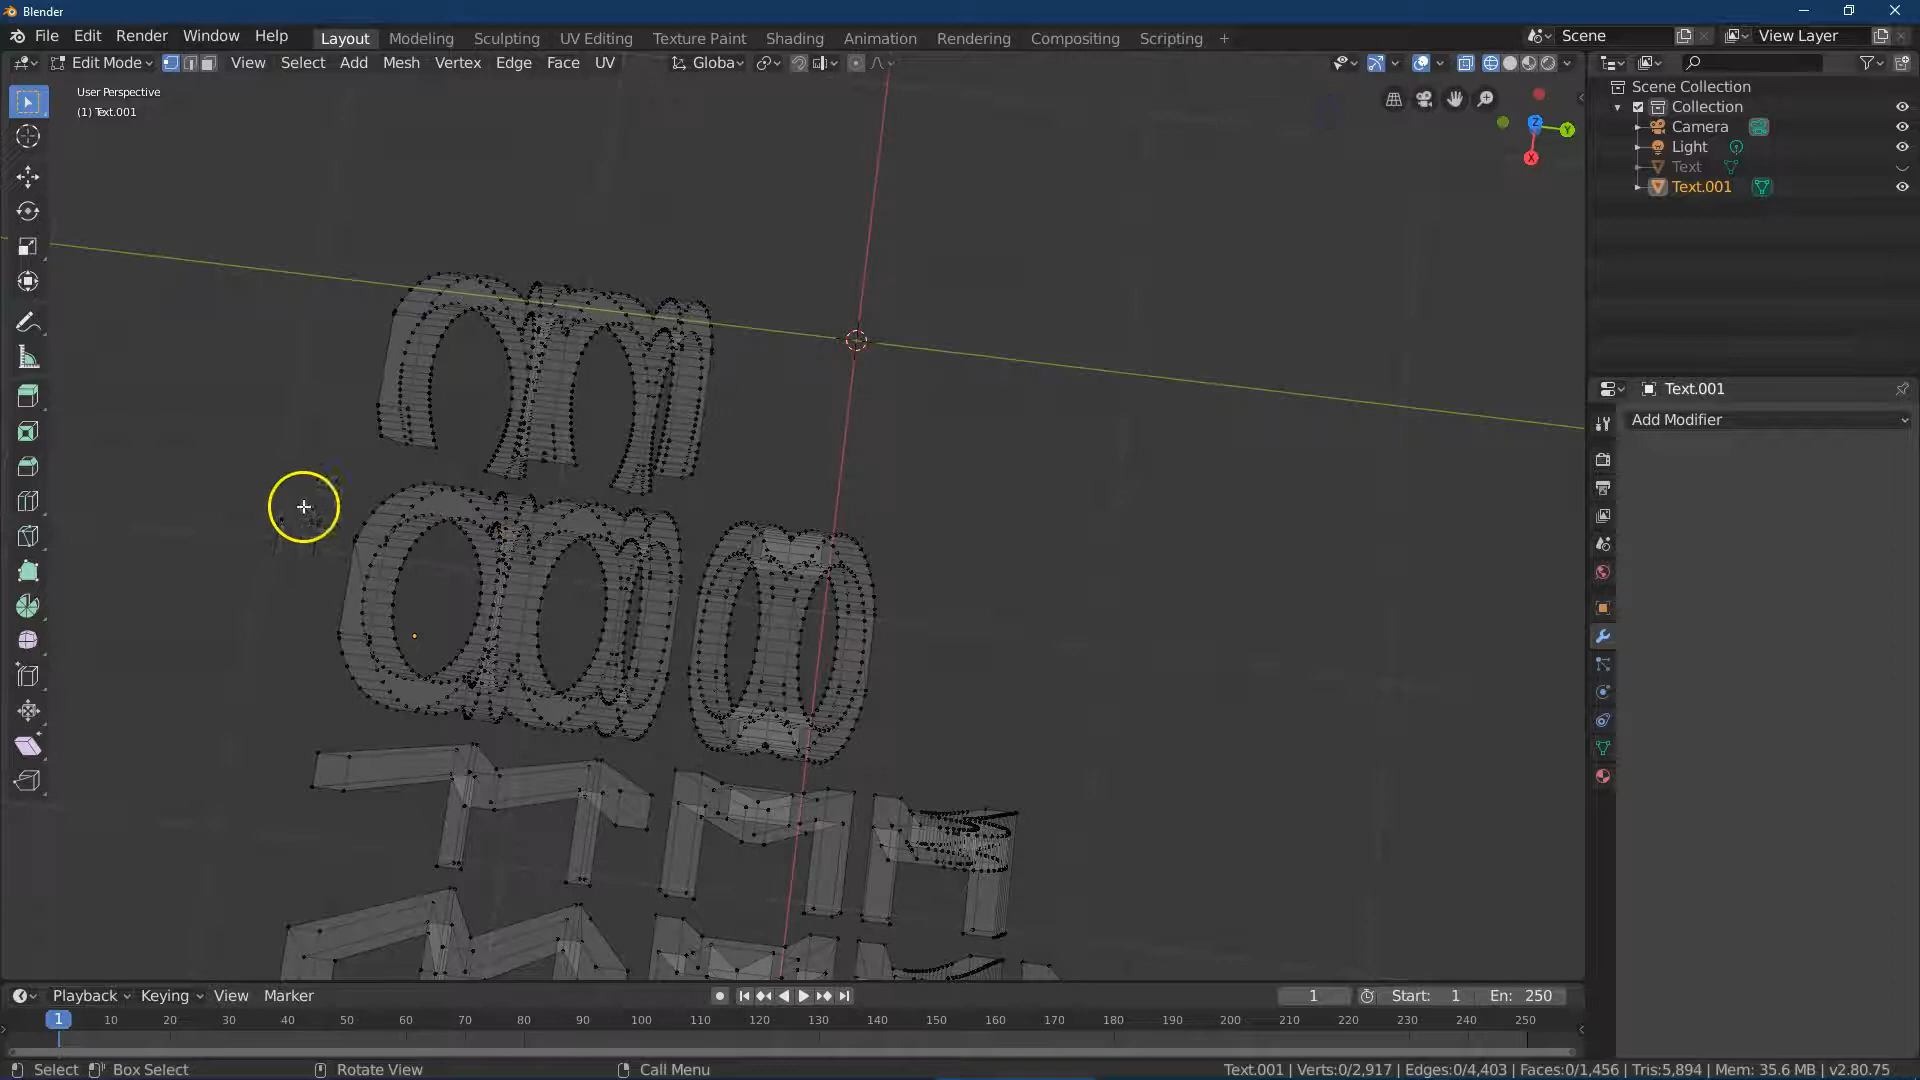 Blender
File Edit Render Window Help
Layout Modeling Sculpting UV Editing Texture Paint Shading Animation Rendering Compositing Scripting +
Scene
View Layer
Edit Mode View Select Add Mesh Vertex Edge Face UV
Globa
User Perspective
(1) Text.001
Z
Y
X
Scene Collection
Collection
Camera
Light
Text
Text.001
Text.001
Add Modifier
Playback Keying View Marker
1
Start: 1
En: 250
1 10 20 30 40 50 60 70 80 90 100 110 120 130 140 150 160 170 180 190 200 210 220 230 240 250
Select Box Select Rotate View Call Menu
Text.001 | Verts:0/2,917 | Edges:0/4,403 | Faces:0/1,456 | Tris:5,894 | Mem: 35.6 MB | v2.80.75